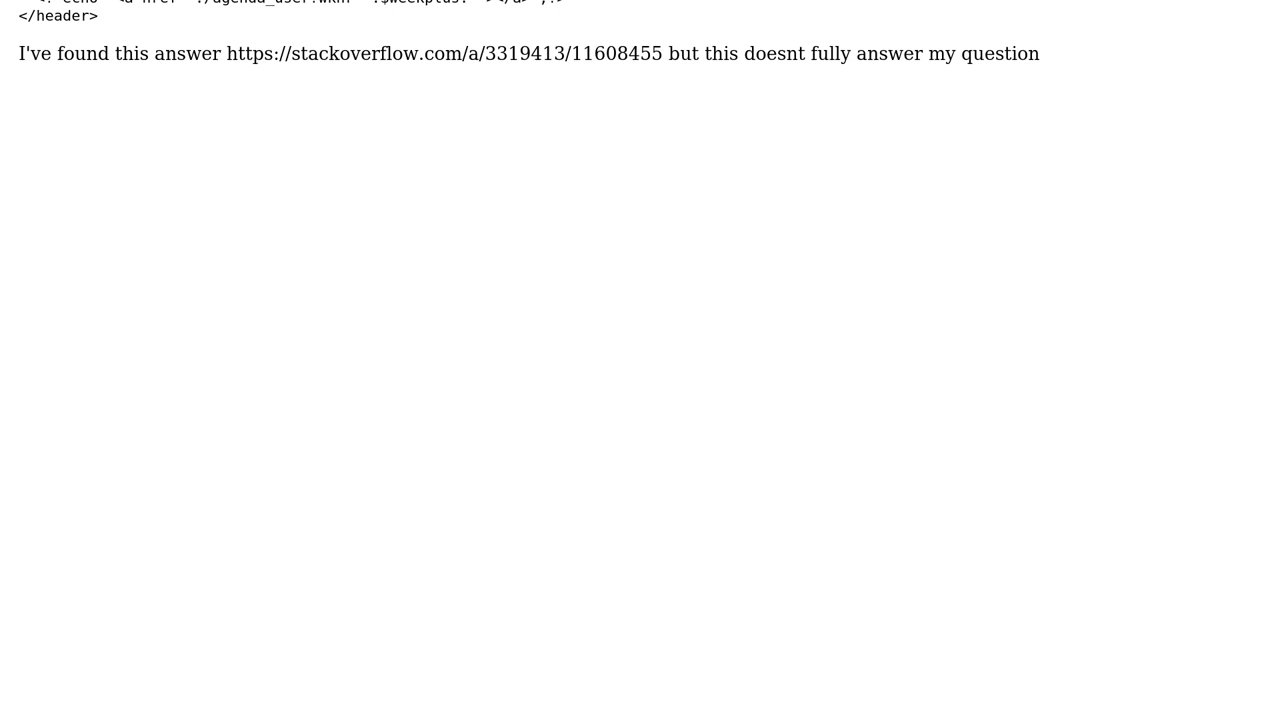 </header>
I've found this answer https://stackoverflow.com/a/3319413/11608455 but this doesnt fully answer my question